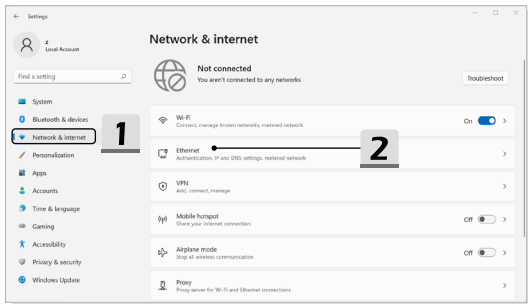 Settings
z
Local Account
Find a setting
System
Bluetooth & devices
Network & internet
Personalization
Apps
Accounts
Time & language
Gaming
Accessibility
Privacy & security
Windows Update
1
Network & internet
Not connected
You aren't connected to any networks
Troubleshoot
Wi-Fi
Connect, manage known networks, metered network
On
Ethernet
Authentication, IP and DNS settings, metered network
2
VPN
Add, connect, manage
Mobile hotspot
Share your internet connection
Off
Airplane mode
Stop all wireless communication
Off
Proxy
Proxy server for Wi-Fi and Ethernet connections